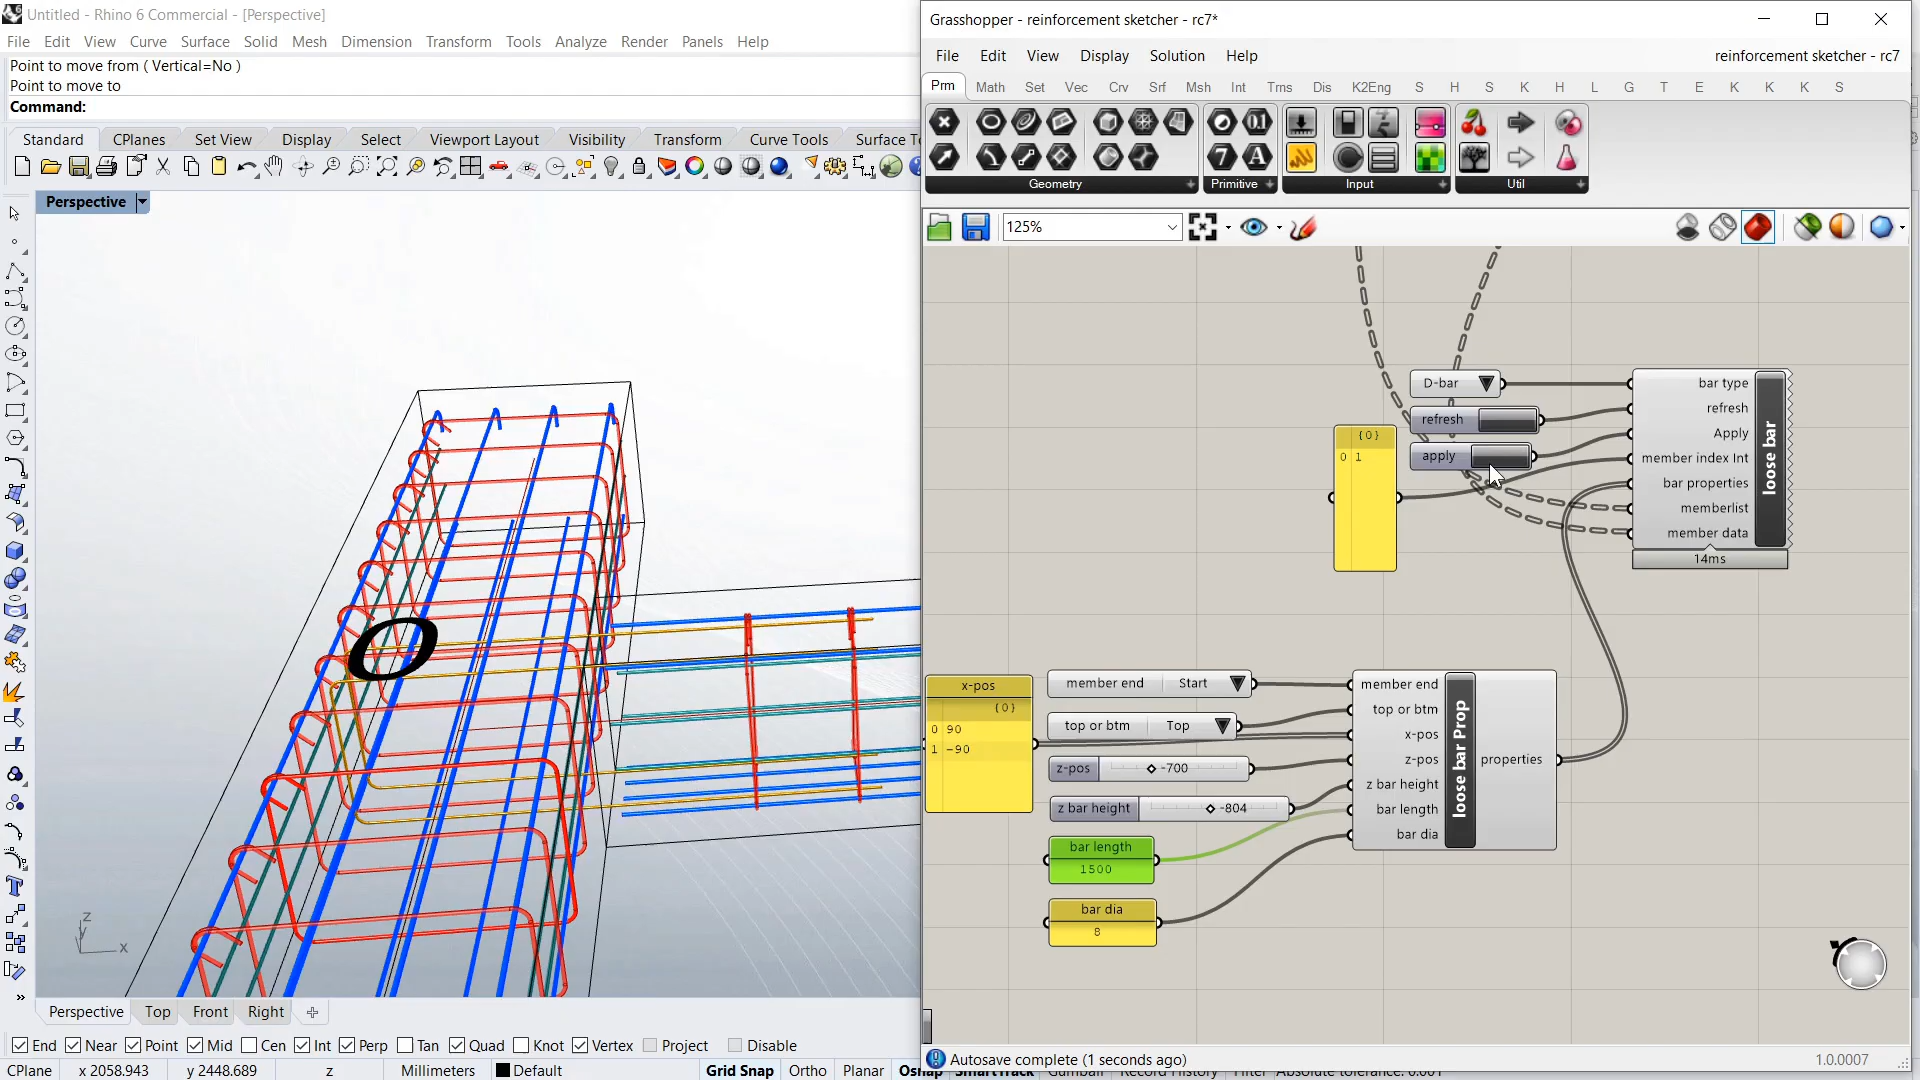 Untitled - Rhino 6 Commercial - [Perspective]
File Edit View Curve Surface Solid Mesh Dimension Transform Tools Analyze Render Panels Help
Point to move from ( Vertical=No )
Point to move to
Command:
Standard CPlanes Set View Display Select Viewport Layout Visibility Transform Curve Tools Surface To
Perspective
O
z
y
x
Perspective Top Front Right
End Near Point Mid Cen Int Perp Tan Quad Knot Vertex Project Disable
CPlane x 2058.943 y 2448.689 z Millimeters Default Grid Snap Ortho Planar Osnap SmartTrack Gumball Record History Filter Absolute tolerance: 0.001
Grasshopper - reinforcement sketcher - rc7*
File Edit View Display Solution Help
reinforcement sketcher - rc7
Prm Math Set Vec Crv Srf Msh Int Trns Dis K2Eng S H S K H L G T E K K K S
Geometry Primitive Input Util
125%
D-bar
refresh
apply
{0}
0 1
bar type
refresh
Apply
member index Int
bar properties
memberlist
member data
loose bar
14ms
x-pos
{0}
0 90
1 -90
member end Start
top or btm Top
z-pos -700
z bar height -804
bar length
1500
bar dia
8
member end
top or btm
x-pos
z-pos
z bar height
bar length
bar dia
loose bar Prop
properties
Autosave complete (1 seconds ago)
1.0.0007